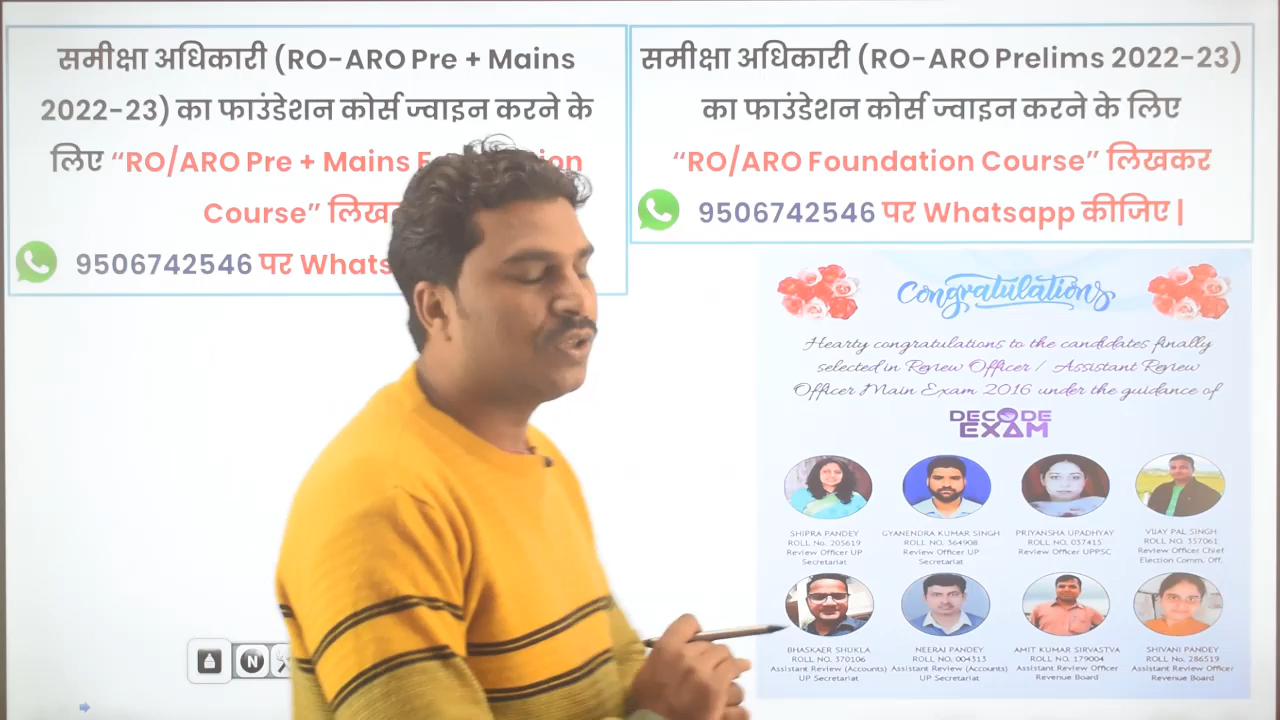 समीक्षा अधिकारी (RO-ARO Pre + Mains
2022-23) का फाउंडेशन कोर्स ज्वाइन करने के
लिए “RO/ARO Pre + Mains
Course” लिखकर
9506742546 पर Whats
समीक्षा अधिकारी (RO-ARO Prelims 2022-23)
का फाउंडेशन कोर्स ज्वाइन करने के लिए
“RO/ARO Foundation Course” लिखकर
9506742546 पर Whatsapp कीजिए |
Congratulations
Hearty congratulations to the candidates finally
selected in Review Officer / Assistant Review
Officer Main Exam 2016 under the guidance of
DECODE
EXAM
SHIPRA PANDEY
ROLL No. 205619
Review Officer UP
Secretariat
GYANENDRA KUMAR SINGH
ROLL NO. 364908
Review Officer UP
Secretariat
PRIYANSHA UPADHYAY
ROLL NO. 037415
Review Officer UPPSC
VIJAY PAL SINGH
ROLL NO. 357061
Review Officer Chief
Election Comm. Off.
BHASKAER SHUKLA
ROLL NO. 370106
Assistant Review (Accounts)
UP Secretariat
NEERAJ PANDEY
ROLL NO. 004313
Assistant Review (Accounts)
UP Secretariat
AMIT KUMAR SIRVASTVA
ROLL NO. 179004
Assistant Review Officer
Revenue Board
SHIVANI PANDEY
ROLL NO. 286519
Assistant Review Officer
Revenue Board
N